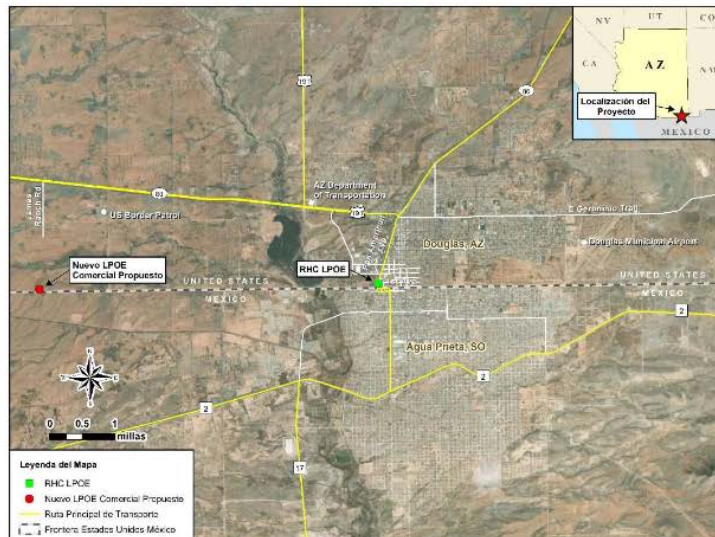 NV
UT
CA
AZ
NM
Localización del
Proyecto
MEXICO
191
80
AZ Department
of Transportation
80
James
Ranch Rd
US Border Patrol
191
E Geronimo Trail
Douglas, AZ
Douglas Municipal Airport
Nuevo LPOE
Comercial Propuesto
RHC LPOE
UNITED STATES
MEXICO
UNITED STATES
MEXICO
2
Agua Prieta, SO
2
2
17
N
S
0 0.5 1
millas
Leyenda del Mapa
RHC LPOE
Nuevo LPOE Comercial Propuesto
Ruta Principal de Transporte
Frontera Estados Unidos México